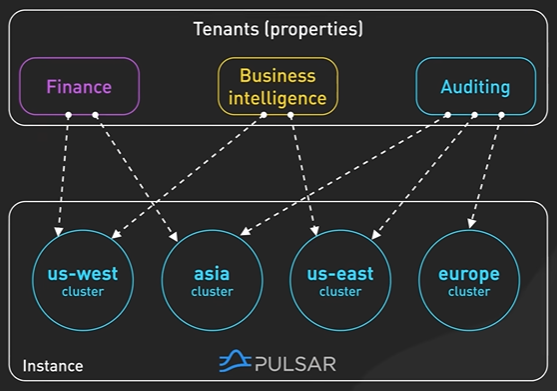 Tenants (properties)
Finance
Business
intelligence
Auditing
us-west
cluster
asia
cluster
us-east
cluster
europe
cluster
Instance
PULSAR